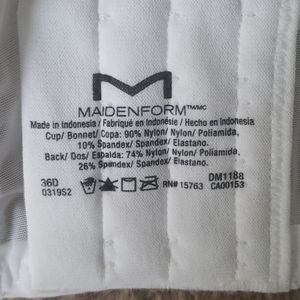 M
MAIDENFORM™MC
Made in Indonesia / Fabriqué en Indonésie / Hecho en Indonesia
Cup/ Bonnet/ Copa: 90% Nylon/ Nylon/ Poliamida,
10% Spandex/ Spandex/ Elastano.
Back/ Dos/ Espalda: 74% Nylon/ Nylon/ Poliamida,
26% Spandex/ Spandex/ Elastano.
36D
0319S2
RN# 15763
DM1188
CA00153